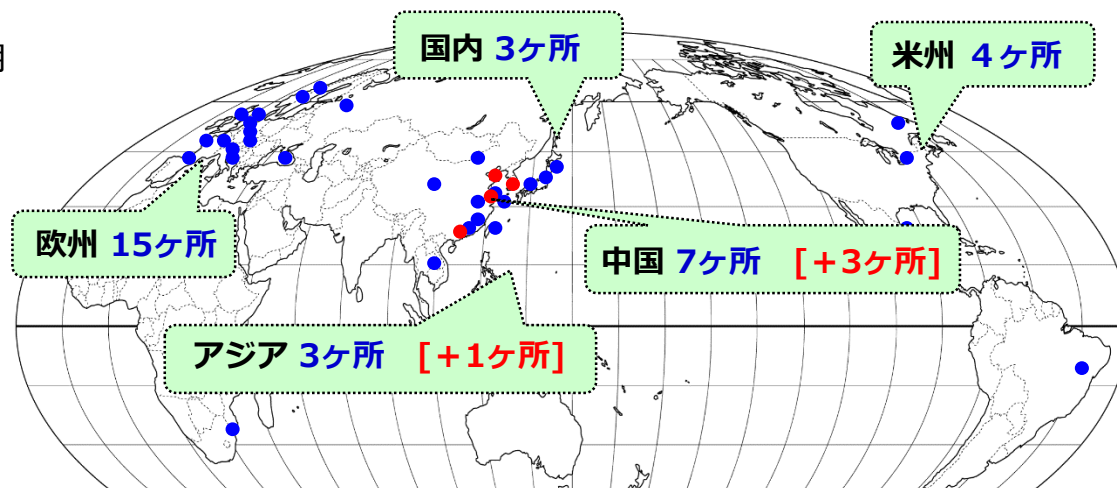 国内 3ヶ所
米州 4ヶ所
欧州 15ヶ所
中国 7ヶ所 [+3ヶ所]
アジア 3ヶ所 [+1ヶ所]